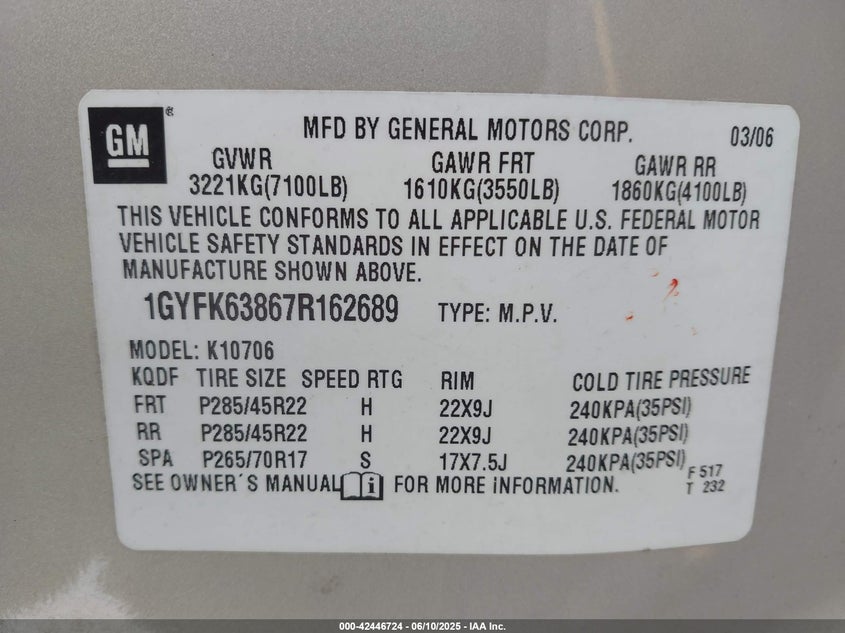 GM ®
MFD BY GENERAL MOTORS CORP. 03/06
GVWR GAWR FRT GAWR RR
3221KG(7100LB) 1610KG(3550LB) 1860KG(4100LB)
THIS VEHICLE CONFORMS TO ALL APPLICABLE U.S. FEDERAL MOTOR
VEHICLE SAFETY STANDARDS IN EFFECT ON THE DATE OF
MANUFACTURE SHOWN ABOVE.
1GYFK63867R162689 TYPE: M.P.V.
MODEL: K10706
KQDF TIRE SIZE SPEED RTG RIM COLD TIRE PRESSURE
FRT P285/45R22 H 22X9J 240KPA(35PSI)
RR P285/45R22 H 22X9J 240KPA(35PSI)
SPA P265/70R17 S 17X7.5J 240KPA(35PSI)
SEE OWNER´S MANUAL i FOR MORE INFORMATION.
F 517
T 232
000-42446724 - 06/10/2025 - IAA Inc.